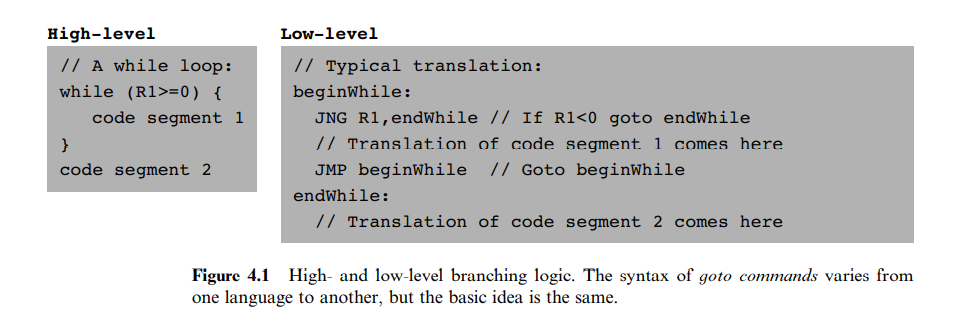 High-level
// A while loop:
while (R1>=0) {
code segment 1
}
code segment 2
Low-level
// Typical translation:
beginWhile:
JNG R1,endWhile // If R1<0 goto endWhile
// Translation of code segment 1 comes here
JMP beginWhile // Goto beginWhile
endWhile:
// Translation of code segment 2 comes here
Figure 4.1 High- and low-level branching logic. The syntax of goto commands varies from
one language to another, but the basic idea is the same.